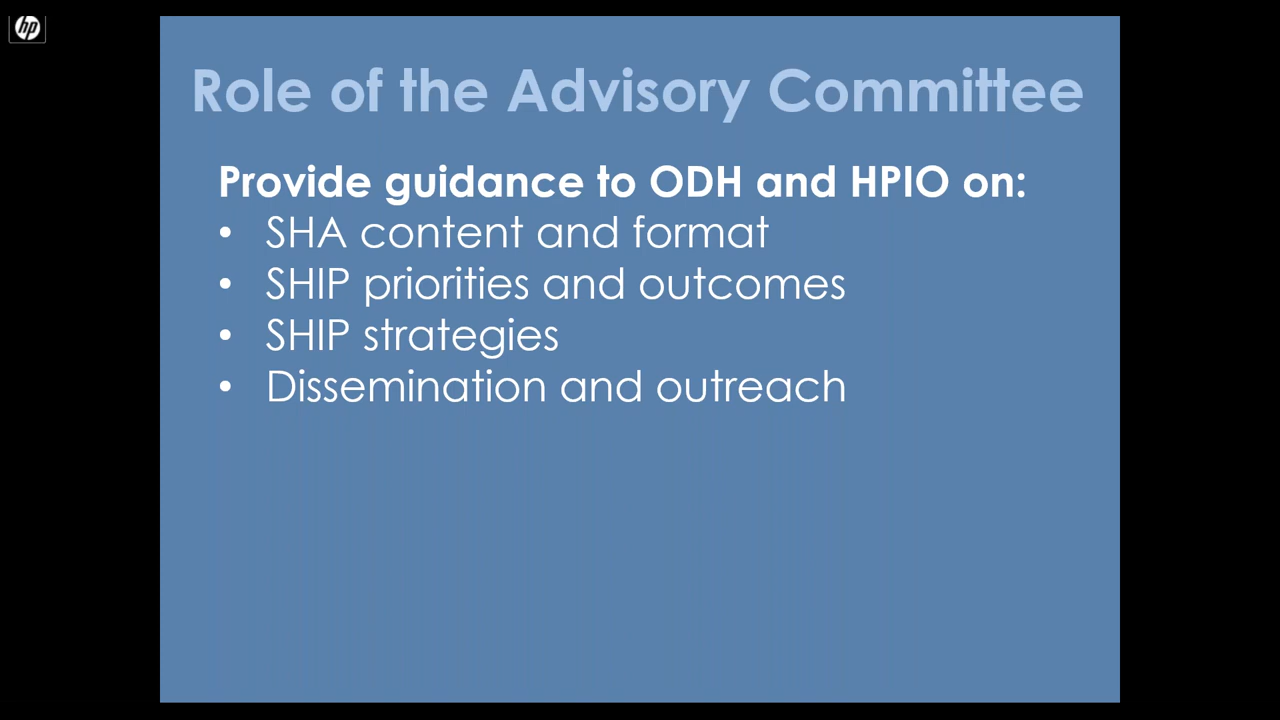 hp
Role of the Advisory Committee
Provide guidance to ODH and HPIO on:
• SHA content and format
• SHIP priorities and outcomes
• SHIP strategies
• Dissemination and outreach